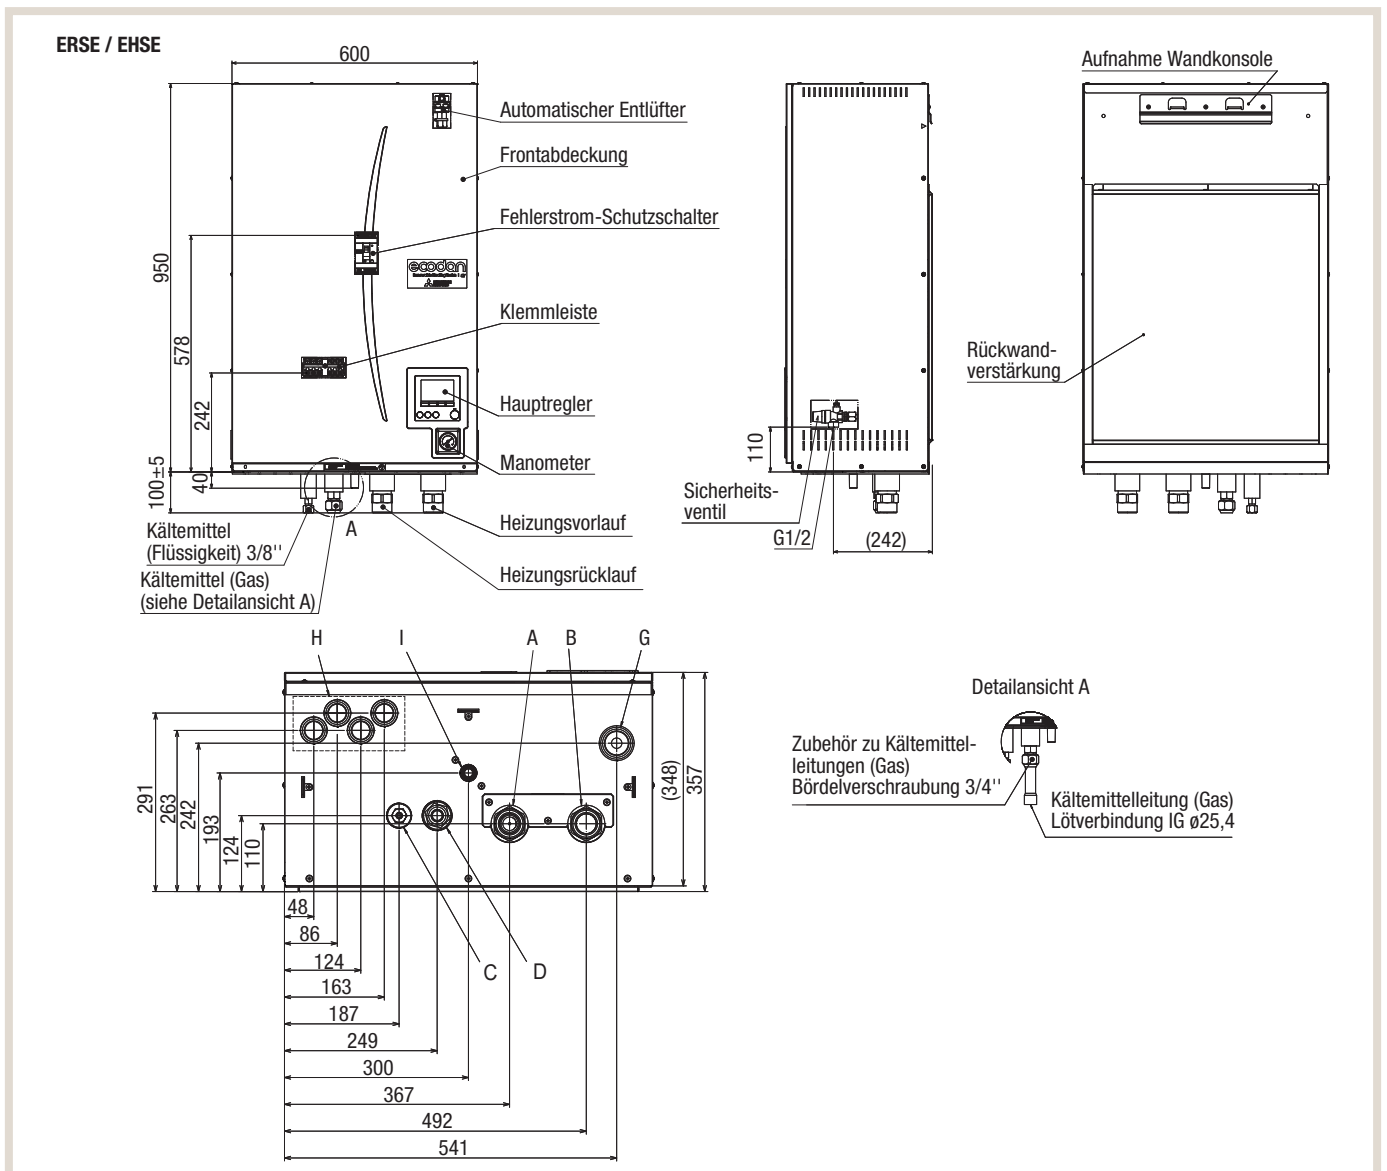 ERSE / EHSE
600
Aufnahme Wandkonsole
Automatischer Entlüfter
Frontabdeckung
Fehlerstrom-Schutzschalter
950
ecodan
578
Klemmleiste
Rückwand-
verstärkung
242
Hauptregler
110
Manometer
100±5
40
Sicherheits-
ventil
G1/2
(242)
Heizungsvorlauf
A
Kältemittel
(Flüssigkeit) 3/8''
Heizungsrücklauf
Kältemittel (Gas)
(siehe Detailansicht A)
H
I
A
B
G
Detailansicht A
Zubehör zu Kältemittel-
leitungen (Gas)
Bördelverschraubung 3/4''
Kältemittelleitung (Gas)
Lötverbindung IG ø25,4
291
263
242
193
124
110
(348)
357
48
86
124
163
187
249
300
367
492
541
C
D